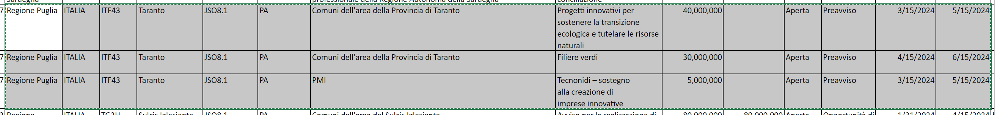 Sardegna professionale della Regione Autonoma della Sardegna conciliazione
7 Regione Puglia ITALIA ITF43 Taranto JSO8.1 PA Comuni dell'area della Provincia di Taranto Progetti innovativi per 40,000,000 Aperta Preavviso 3/15/2024 5/15/2024
sostenere la transizione
ecologica e tutelare le risorse
naturali
7 Regione Puglia ITALIA ITF43 Taranto JSO8.1 PA Comuni dell'area della Provincia di Taranto Filiere verdi 30,000,000 Aperta Preavviso 4/15/2024 6/15/2024
7 Regione Puglia ITALIA ITF43 Taranto JSO8.1 PA PMI Tecnonidi – sostegno 5,000,000 Aperta Preavviso 3/15/2024 5/15/2024
alla creazione di
imprese innovative
3 Regione ITALIA Sulcis Iglesiente JSO8.1 PA Comuni dell'area del Sulcis Iglesiente Avviso per la realizzazione di 80,000,000 80,000,000 Aperta Opportunità di 1/31/2024 4/15/2024